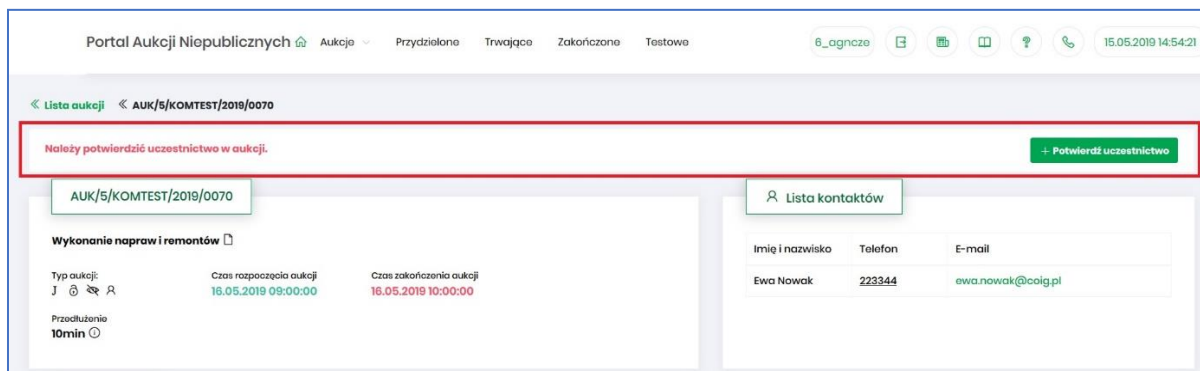 Portal Aukcji Niepublicznych Aukcje Przydzielone Trwające Zakończone Testowe 6_agncze 15.05.2019 14:54:21
Lista aukcji AUK/5/KOMTEST/2019/0070
Należy potwierdzić uczestnictwo w aukcji. + Potwierdź uczestnictwo
AUK/5/KOMTEST/2019/0070
Wykonanie napraw i remontów
Typ aukcji: Czas rozpoczęcia aukcji Czas zakończenia aukcji
J 16.05.2019 09:00:00 16.05.2019 10:00:00
Przedłużenie
10min
Lista kontaktów
Imię i nazwisko Telefon E-mail
Ewa Nowak 223344 ewa.nowak@coig.pl